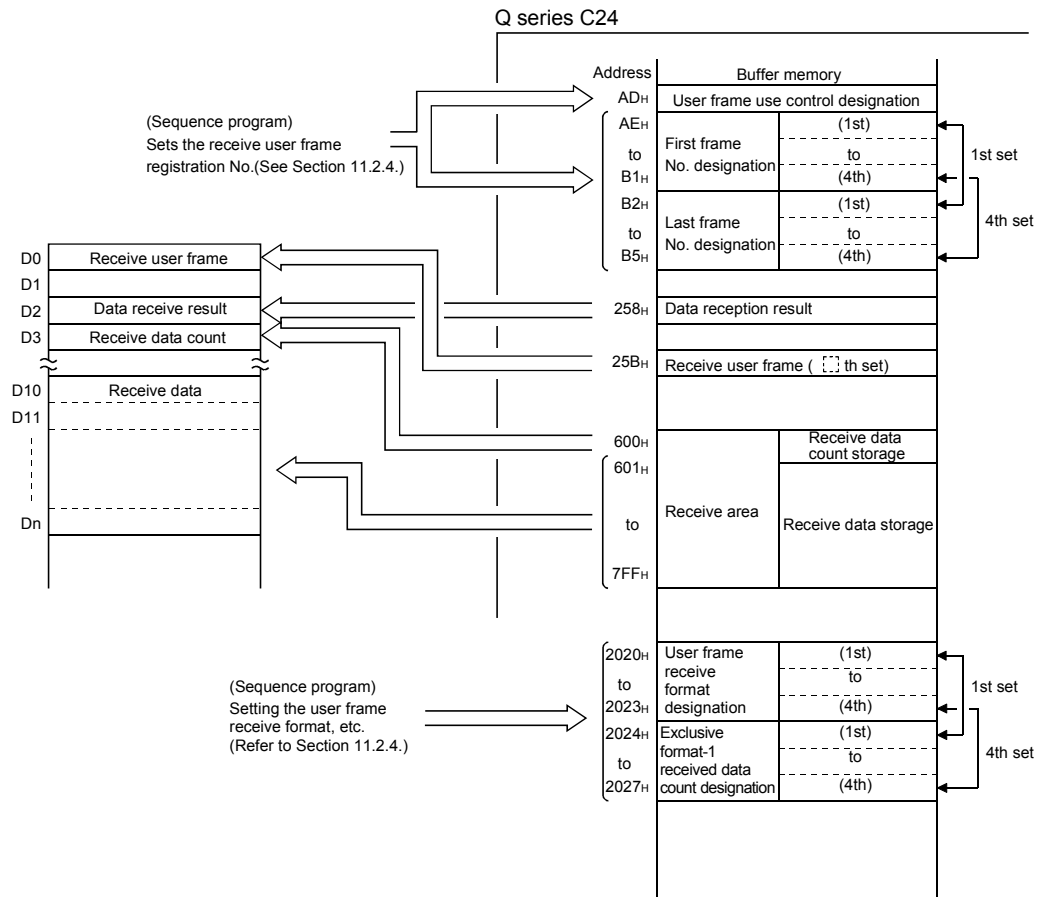 Q series C24
Address
Buffer memory
ADH
User frame use control designation
(Sequence program)
Sets the receive user frame
registration No.(See Section 11.2.4.)
AEH
to
B1H
First frame
No. designation
(1st)
to
(4th)
1st set
B2H
to
B5H
Last frame
No. designation
(1st)
to
(4th)
4th set
D0
Receive user frame
D1
D2
Data receive result
D3
Receive data count
D10
Receive data
D11
Dn
258H
Data reception result
25BH
Receive user frame ( th set)
600H
Receive data
count storage
601H
to
7FFH
Receive area
Receive data storage
(Sequence program)
Setting the user frame
receive format, etc.
(Refer to Section 11.2.4.)
2020H
to
2023H
User frame
receive
format
designation
(1st)
to
(4th)
1st set
2024H
to
2027H
Exclusive
format-1
received data
count designation
(1st)
to
(4th)
4th set